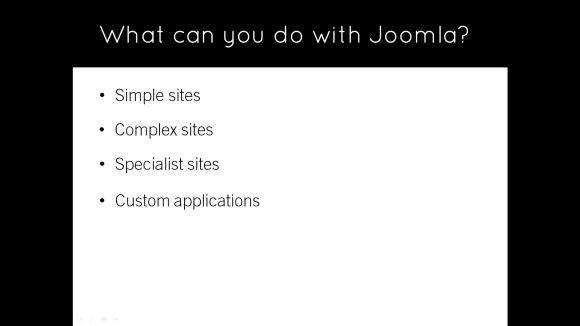 What can you do with Joomla?
• Simple sites
• Complex sites
• Specialist sites
• Custom applications